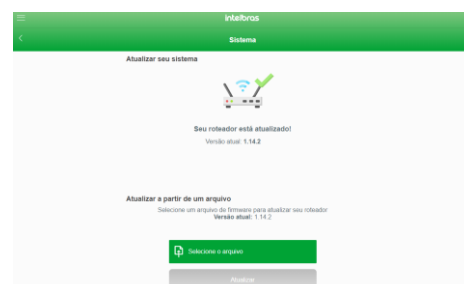 intelbras
Sistema
Atualizar seu sistema
Seu roteador está atualizado!
Versão atual: 1.14.2
Atualizar a partir de um arquivo
Selecione um arquivo de firmware para atualizar seu roteador
Versão atual: 1.14.2
Selecione o arquivo
Atualizar